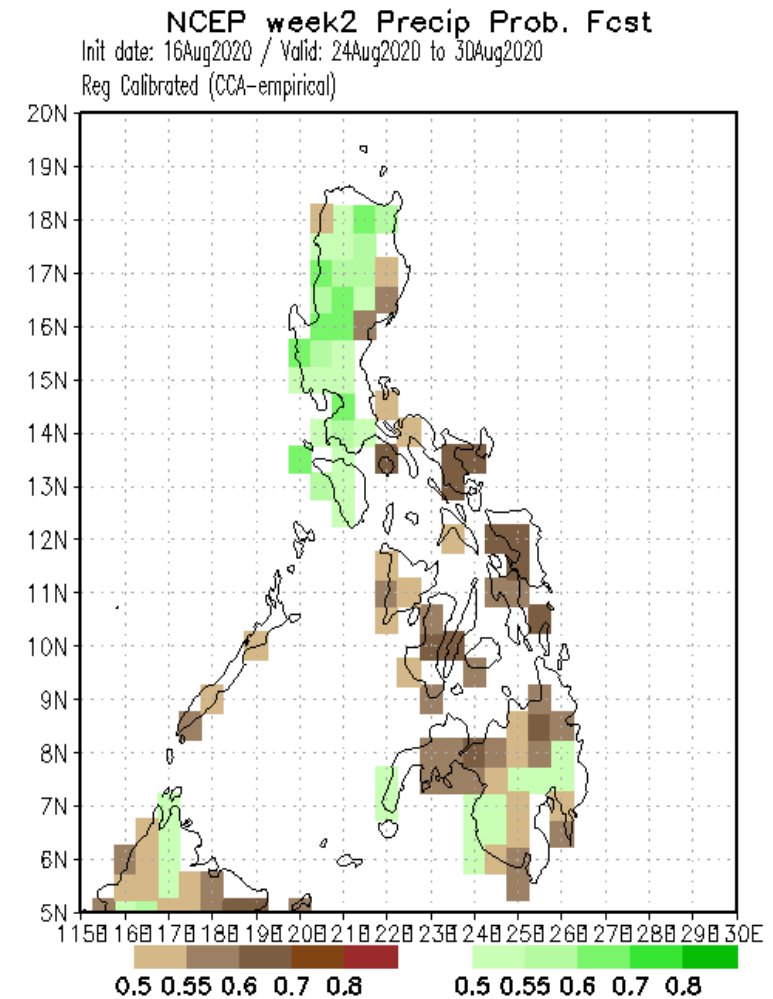 NCEP week2 Precip Prob. Fcst
Init date: 16Aug2020 / Valid: 24Aug2020 to 30Aug2020
Reg Calibrated (CCA-empirical)
20N
19N
18N
17N
16N
15N
14N
13N
12N
11N
10N
9N
8N
7N
6N
5N
115E 116E 117E 118E 119E 120E 121E 122E 123E 124E 125E 126E 127E 128E 129E 130E
0.5 0.55 0.6 0.7 0.8 0.5 0.55 0.6 0.7 0.8